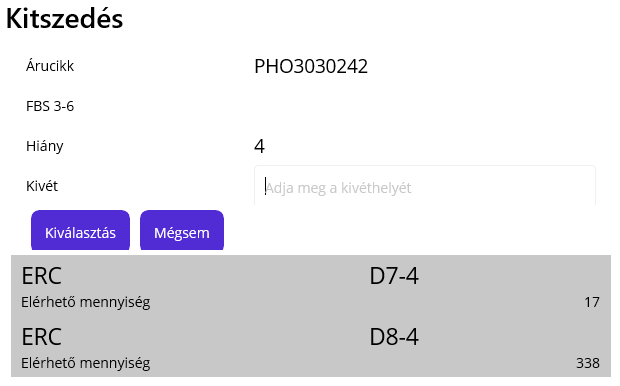 Kitszedés
Árucikk PHO3030242
FBS 3-6
Hiány 4
Kivét Adja meg a kivéthelyét
Kiválasztás Mégsem
ERC D7-4
Elérhető mennyiség 17
ERC D8-4
Elérhető mennyiség 338